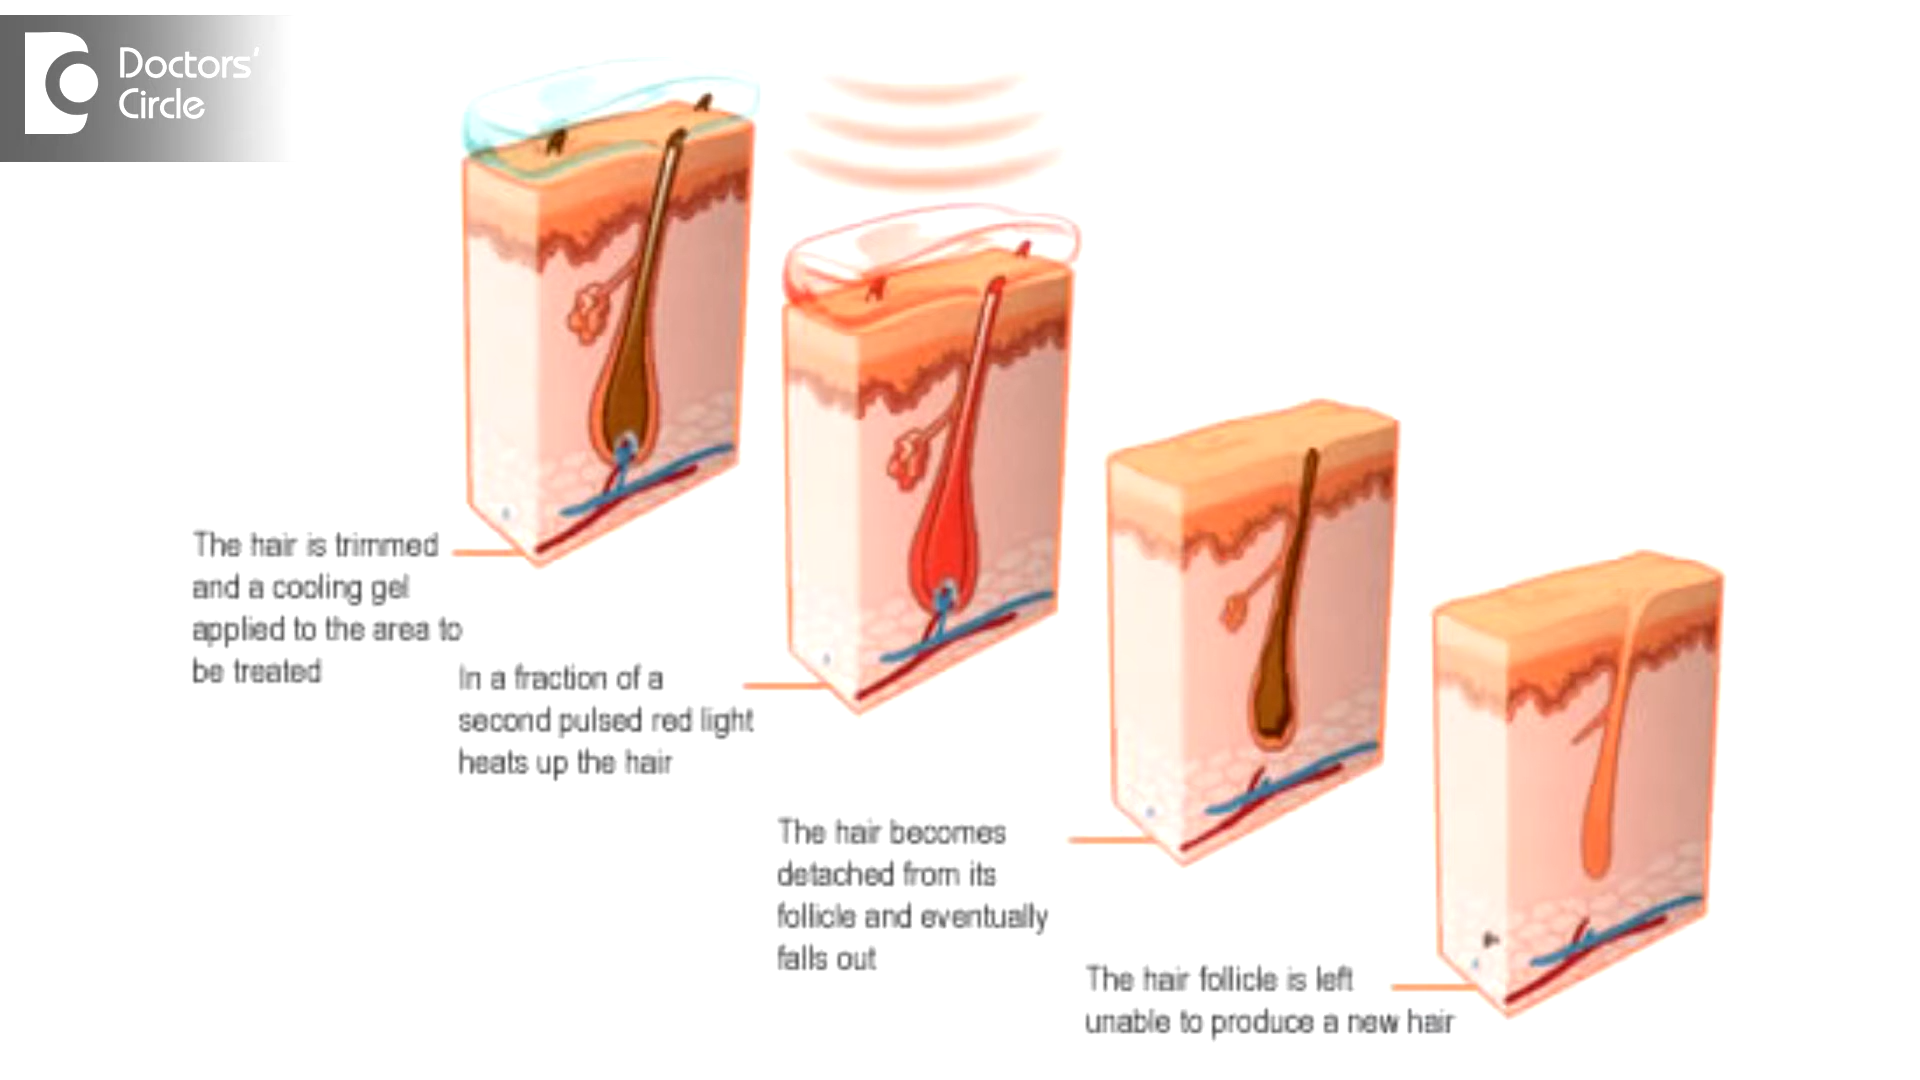 Doctors'
Circle
The hair is trimmed
and a cooling gel
applied to the area to
be treated
In a fraction of a
second pulsed red light
heats up the hair
The hair becomes
detached from its
follicle and eventually
falls out
The hair follicle is left
unable to produce a new hair